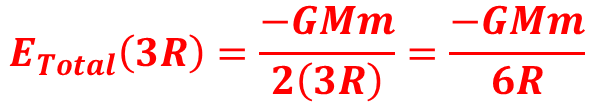 E_Total(3R) = -GMm / 2(3R) = -GMm / 6R